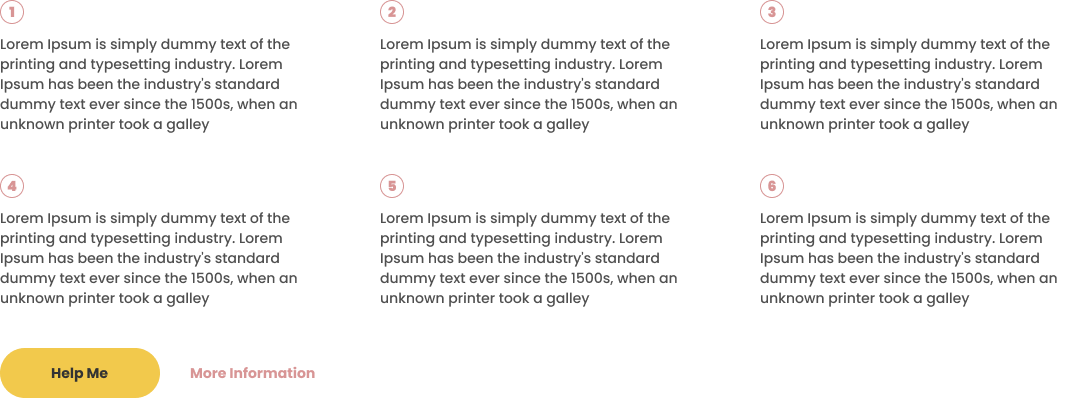 1
Lorem Ipsum is simply dummy text of the
printing and typesetting industry. Lorem
Ipsum has been the industry's standard
dummy text ever since the 1500s, when an
unknown printer took a galley
2
Lorem Ipsum is simply dummy text of the
printing and typesetting industry. Lorem
Ipsum has been the industry's standard
dummy text ever since the 1500s, when an
unknown printer took a galley
3
Lorem Ipsum is simply dummy text of the
printing and typesetting industry. Lorem
Ipsum has been the industry's standard
dummy text ever since the 1500s, when an
unknown printer took a galley
4
Lorem Ipsum is simply dummy text of the
printing and typesetting industry. Lorem
Ipsum has been the industry's standard
dummy text ever since the 1500s, when an
unknown printer took a galley
5
Lorem Ipsum is simply dummy text of the
printing and typesetting industry. Lorem
Ipsum has been the industry's standard
dummy text ever since the 1500s, when an
unknown printer took a galley
6
Lorem Ipsum is simply dummy text of the
printing and typesetting industry. Lorem
Ipsum has been the industry's standard
dummy text ever since the 1500s, when an
unknown printer took a galley
Help Me
More Information